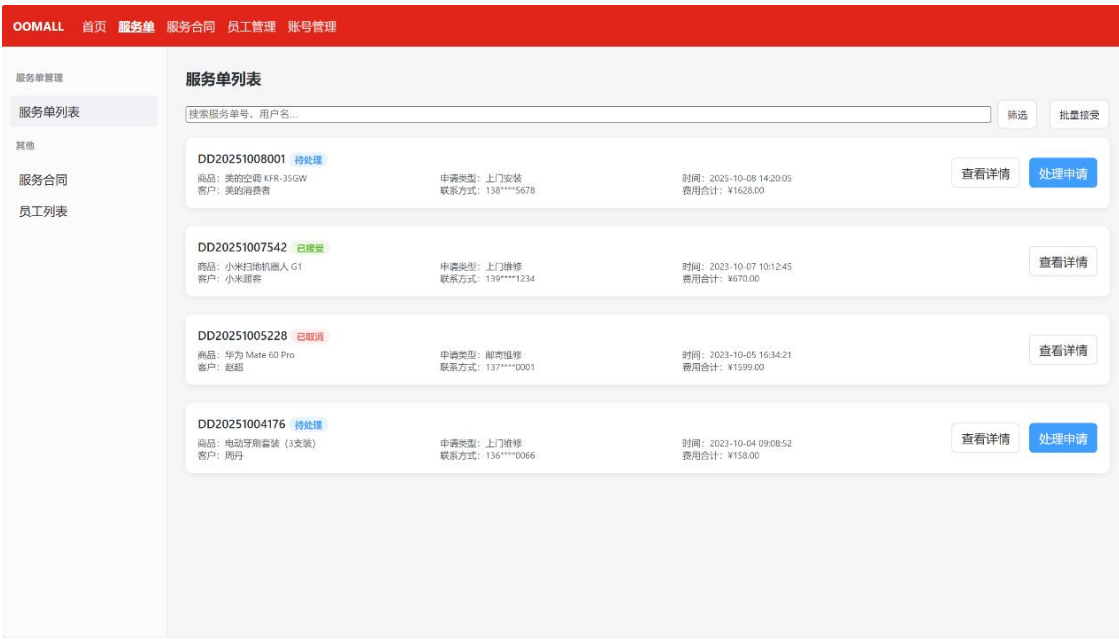 OOMALL 首页 服务单 服务合同 员工管理 账号管理
服务单管理
服务单列表
其他
服务合同
员工列表
服务单列表
搜索服务单号、用户名... 筛选 批量接受
DD20251008001 待处理
商品：美的空调 KFR-35GW 申请类型：上门安装 时间：2025-10-08 14:20:05
客户：美的消费者 联系方式：138****5678 费用合计：¥1628.00
查看详情 处理申请
DD20251007542 已接受
商品：小米扫地机器人 G1 申请类型：上门维修 时间：2023-10-07 10:12:45
客户：小米顾客 联系方式：139****1234 费用合计：¥670.00
查看详情
DD20251005228 已取消
商品：华为 Mate 60 Pro 申请类型：邮寄维修 时间：2023-10-05 16:34:21
客户：赵超 联系方式：137****0001 费用合计：¥1599.00
查看详情
DD20251004176 待处理
商品：电动牙刷套装（3支装） 申请类型：上门维修 时间：2023-10-04 09:08:52
客户：周丹 联系方式：136****0066 费用合计：¥158.00
查看详情 处理申请